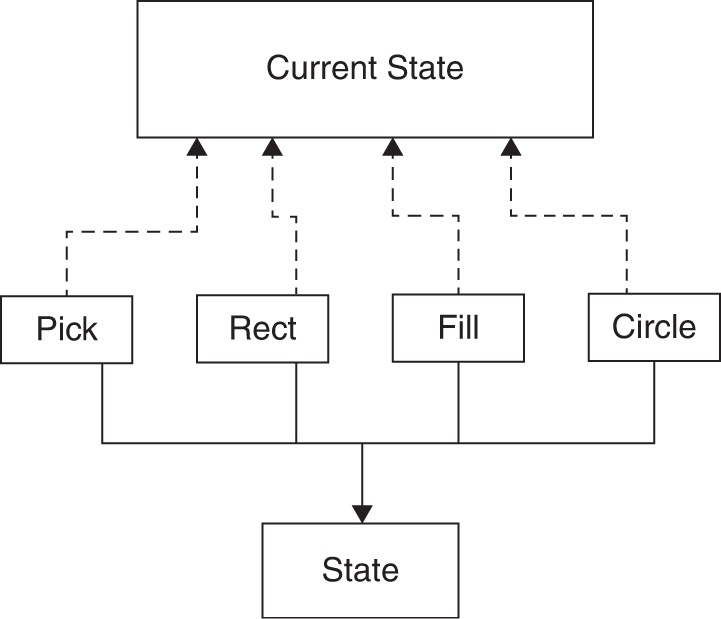 Current State
Pick
Rect
Fill
Circle
State